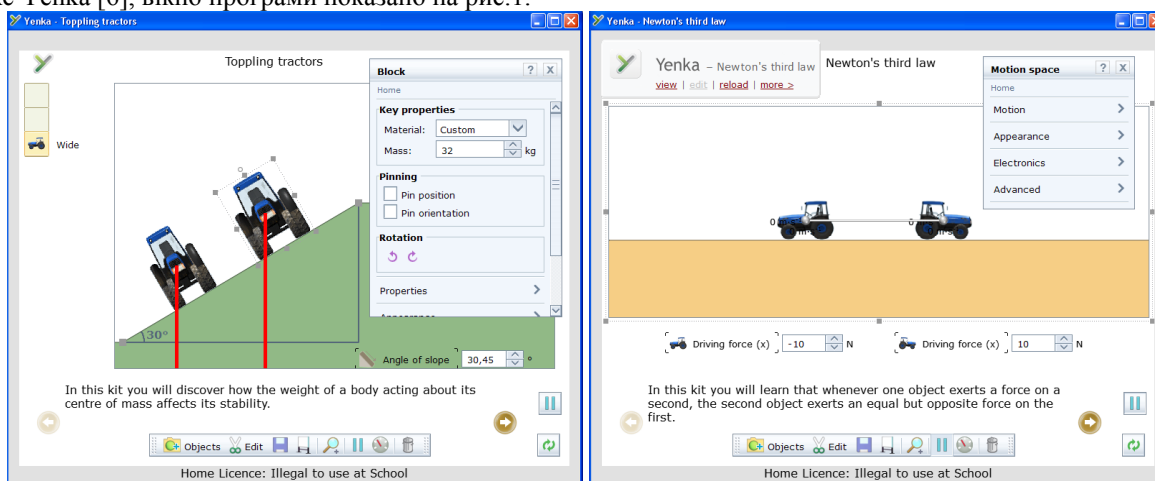 Yenka [6], вікно програми показано на рис.1.
Yenka - Toppling tractors
Toppling tractors
Wide
Block
? X
Home
Key properties
Material: Custom
Mass: 32 kg
Pinning
Pin position
Pin orientation
Rotation
Properties
30°
Angle of slope 30,45 °
In this kit you will discover how the weight of a body acting about its
centre of mass affects its stability.
Objects Edit
Home Licence: Illegal to use at School
Yenka - Newton's third law
Yenka – Newton's third law
view | edit | reload | more >
Newton's third law
Motion space
? X
Home
Motion
Appearance
Electronics
Advanced
Driving force (x) -10 N
Driving force (x) 10 N
In this kit you will learn that whenever one object exerts a force on a
second, the second object exerts an equal but opposite force on the
first.
Objects Edit
Home Licence: Illegal to use at School